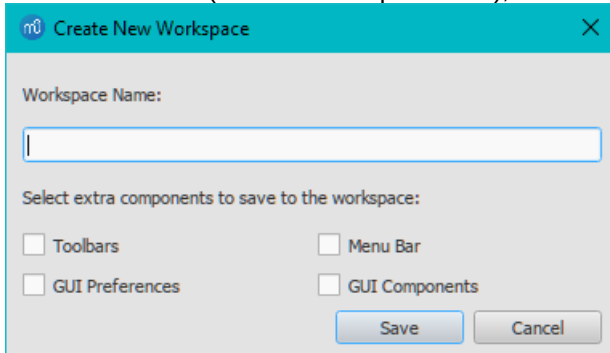 Create New Workspace
Workspace Name:
Select extra components to save to the workspace:
Toolbars Menu Bar
GUI Preferences GUI Components
Save Cancel